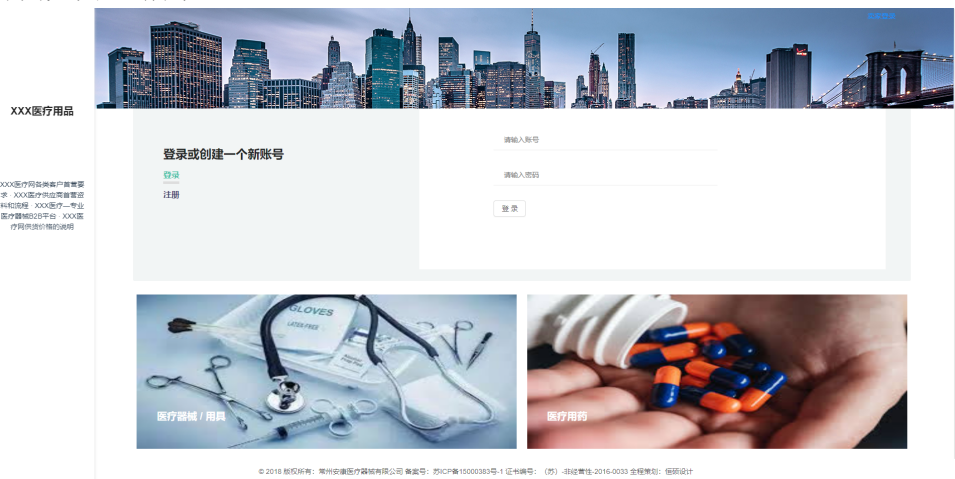 XXX医疗用品
XXX医疗网各类客户首营要
求 · XXX医疗供应商首营资
料和流程 · XXX医疗—专业
医疗器械B2B平台 · XXX医
疗网供货价格的说明
登录或创建一个新账号
登录
注册
请输入账号
请输入密码
登 录
GLOVES
LATEX FREE
医疗器械 / 用具
医疗用药
© 2018 版权所有：常州安康医疗器械有限公司 备案号：苏ICP备15000383号-1 证书编号：（苏）-非经营性-2016-0033 全程策划：恒硕设计